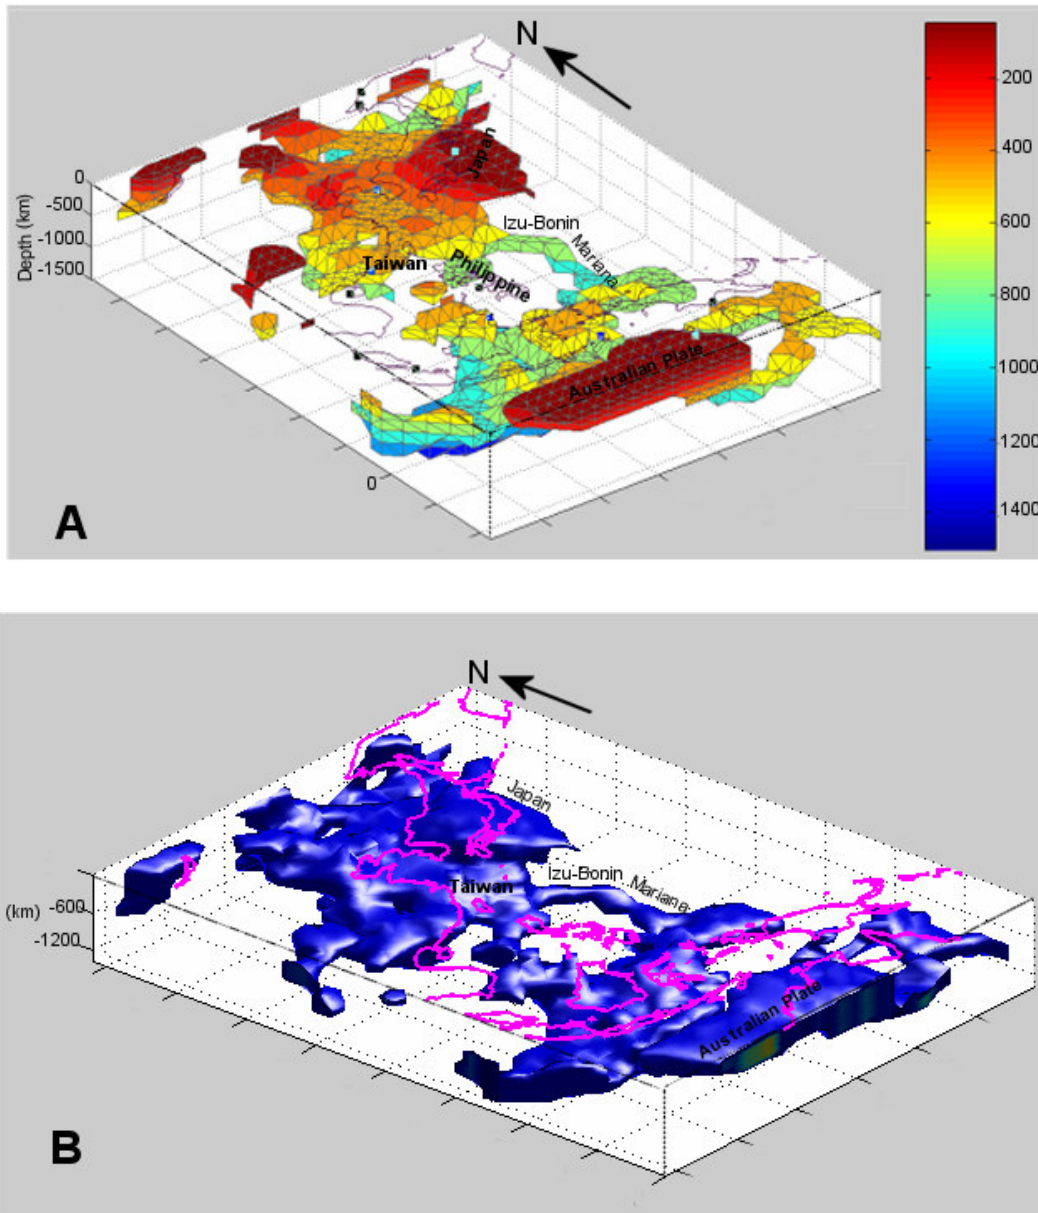 N
200
0
Japan
400
-500
Depth (km)
-1000
Izu-Bonin
600
-1500
Mariana
Taiwan
Philippine
800
Australian Plate
1000
1200
0
1400
A
N
Japan
Izu-Bonin
Taiwan
Mariana
(km)
-600
-1200
Australian Plate
B